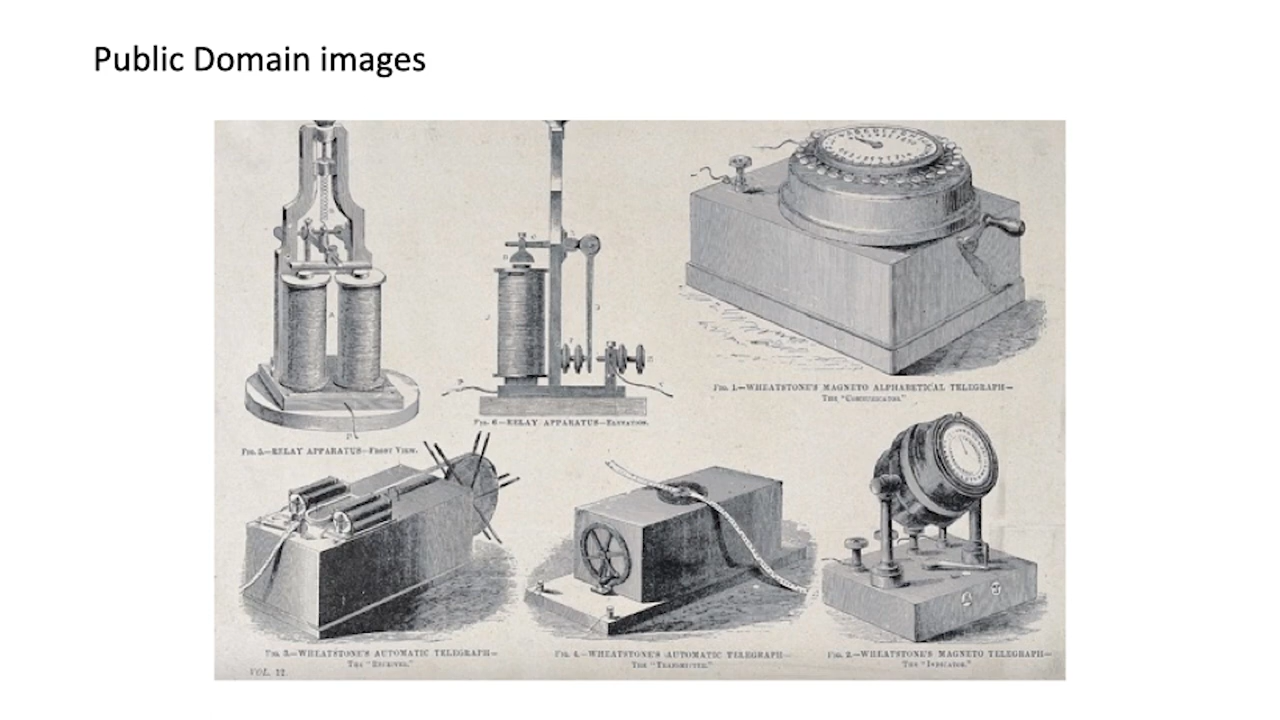 Public Domain images
FIG. 1.—WHEATSTONE'S MAGNETO ALPHABETICAL TELEGRAPH—
THE "COMMUNICATOR."
FIG. 6.—RELAY APPARATUS—ELEVATION.
FIG. 5.—RELAY APPARATUS—FRONT VIEW.
FIG. 3.—WHEATSTONE'S AUTOMATIC TELEGRAPH—
THE "RECEIVER."
FIG. 4.—WHEATSTONE'S AUTOMATIC TELEGRAPH—
THE "TRANSMITTER."
FIG. 2.—WHEATSTONE'S MAGNETO TELEGRAPH—
THE "INDICATOR."
VOL. 12.